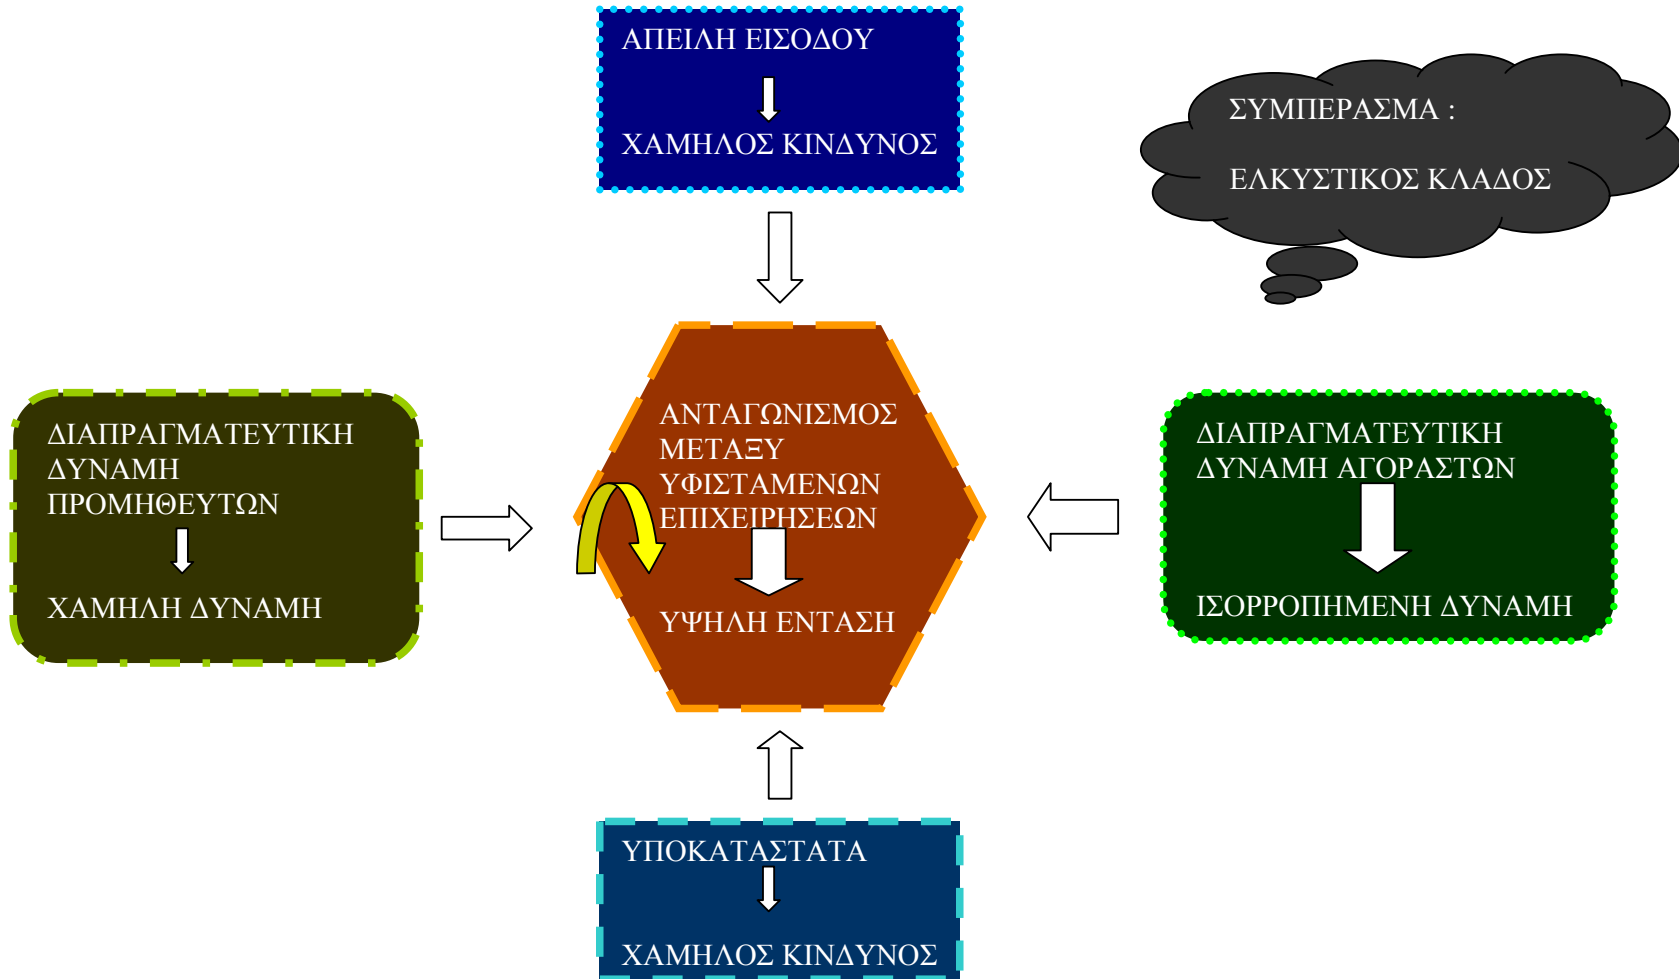 ΑΠΕΙΛΗ ΕΙΣΟΔΟΥ
ΧΑΜΗΛΟΣ ΚΙΝΔΥΝΟΣ
ΣΥΜΠΕΡΑΣΜΑ :
ΕΛΚΥΣΤΙΚΟΣ ΚΛΑΔΟΣ
ΔΙΑΠΡΑΓΜΑΤΕΥΤΙΚΗ
ΔΥΝΑΜΗ
ΠΡΟΜΗΘΕΥΤΩΝ
ΧΑΜΗΛΗ ΔΥΝΑΜΗ
ΑΝΤΑΓΩΝΙΣΜΟΣ
ΜΕΤΑΞΥ
ΥΦΙΣΤΑΜΕΝΩΝ
ΕΠΙΧΕΙΡΗΣΕΩΝ
ΥΨΗΛΗ ΕΝΤΑΣΗ
ΔΙΑΠΡΑΓΜΑΤΕΥΤΙΚΗ
ΔΥΝΑΜΗ ΑΓΟΡΑΣΤΩΝ
ΙΣΟΡΡΟΠΗΜΕΝΗ ΔΥΝΑΜΗ
ΥΠΟΚΑΤΑΣΤΑΤΑ
ΧΑΜΗΛΟΣ ΚΙΝΔΥΝΟΣ